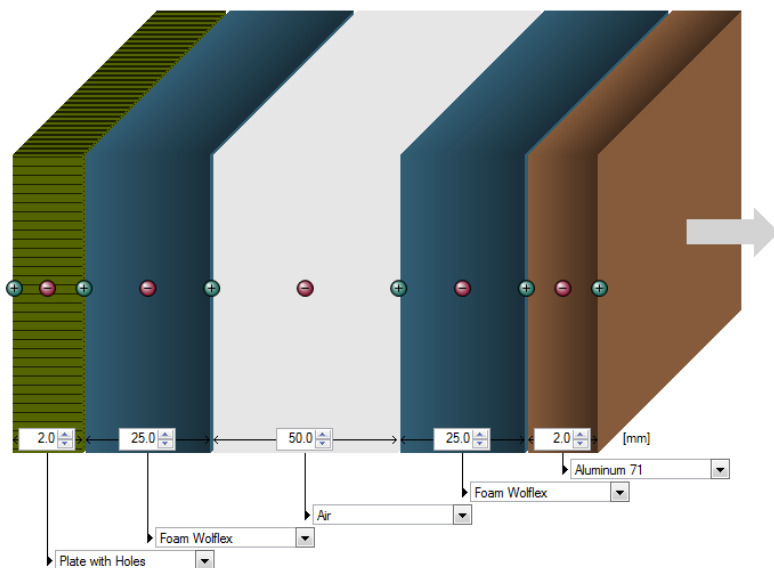 2.0 25.0 50.0 25.0 2.0 [mm]
Aluminum 71
Foam Wolflex
Air
Foam Wolflex
Plate with Holes